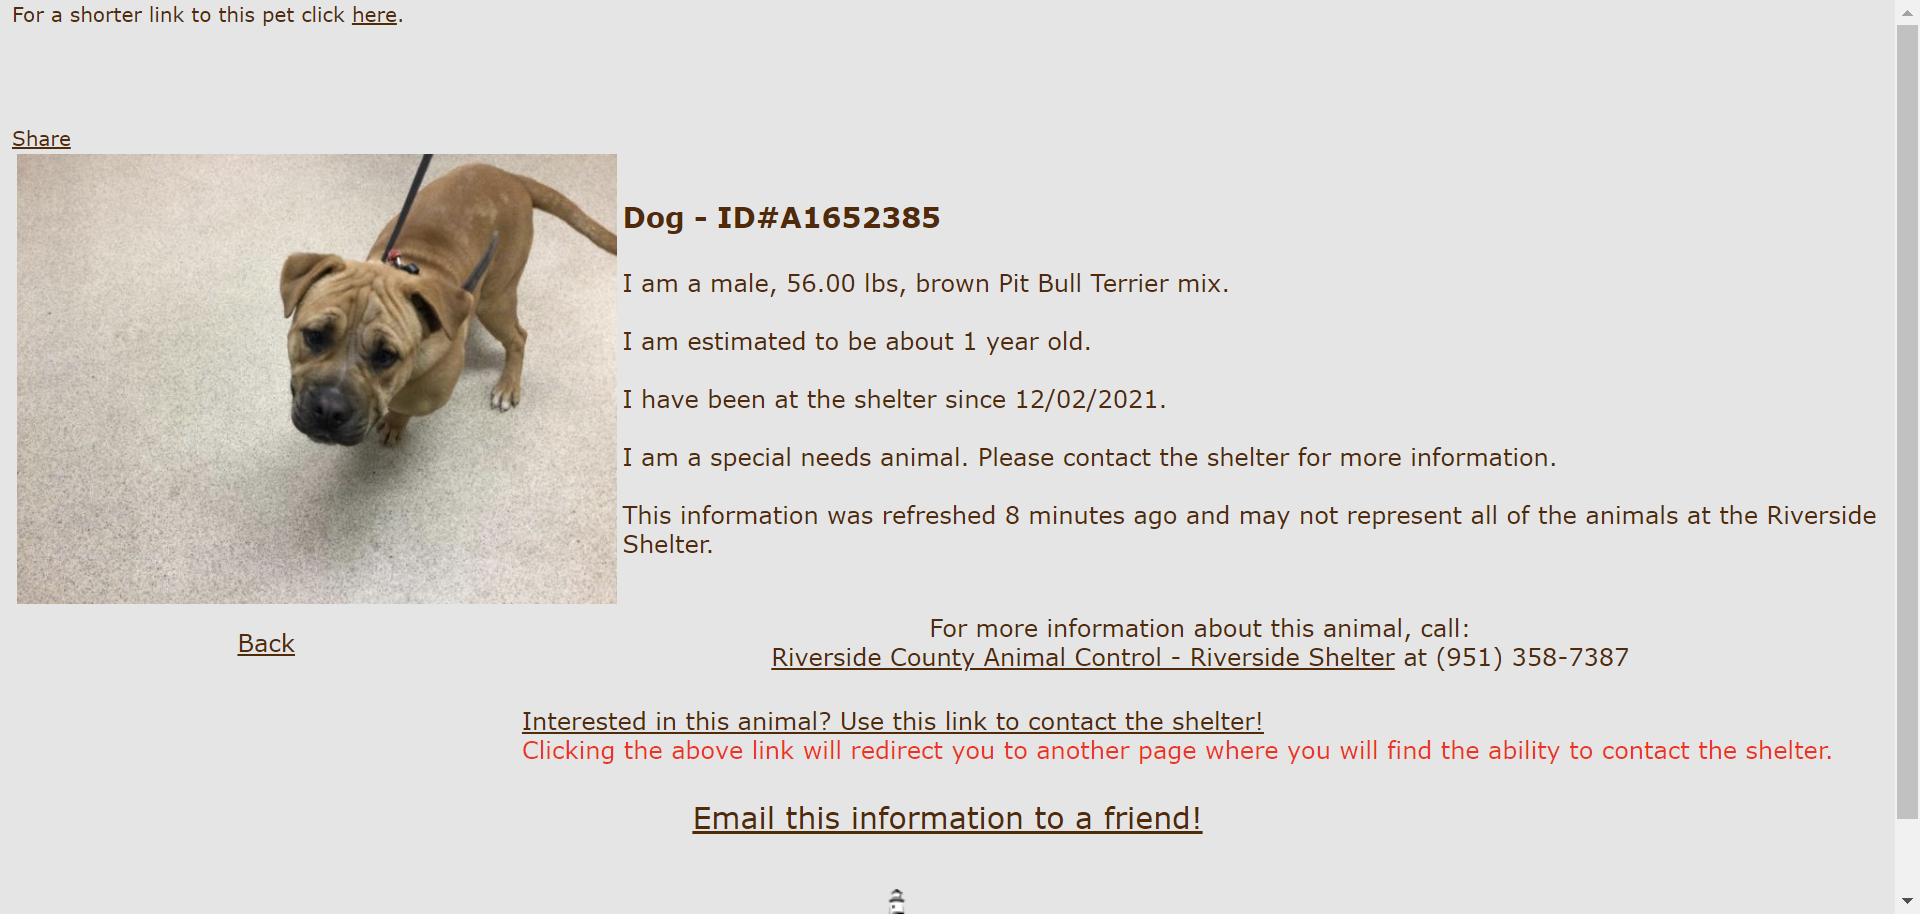 For a shorter link to this pet click here.
Share
Dog - ID#A1652385
I am a male, 56.00 lbs, brown Pit Bull Terrier mix.
I am estimated to be about 1 year old.
I have been at the shelter since 12/02/2021.
I am a special needs animal. Please contact the shelter for more information.
This information was refreshed 8 minutes ago and may not represent all of the animals at the Riverside
Shelter.
Back
For more information about this animal, call:
Riverside County Animal Control - Riverside Shelter at (951) 358-7387
Interested in this animal? Use this link to contact the shelter!
Clicking the above link will redirect you to another page where you will find the ability to contact the shelter.
Email this information to a friend!